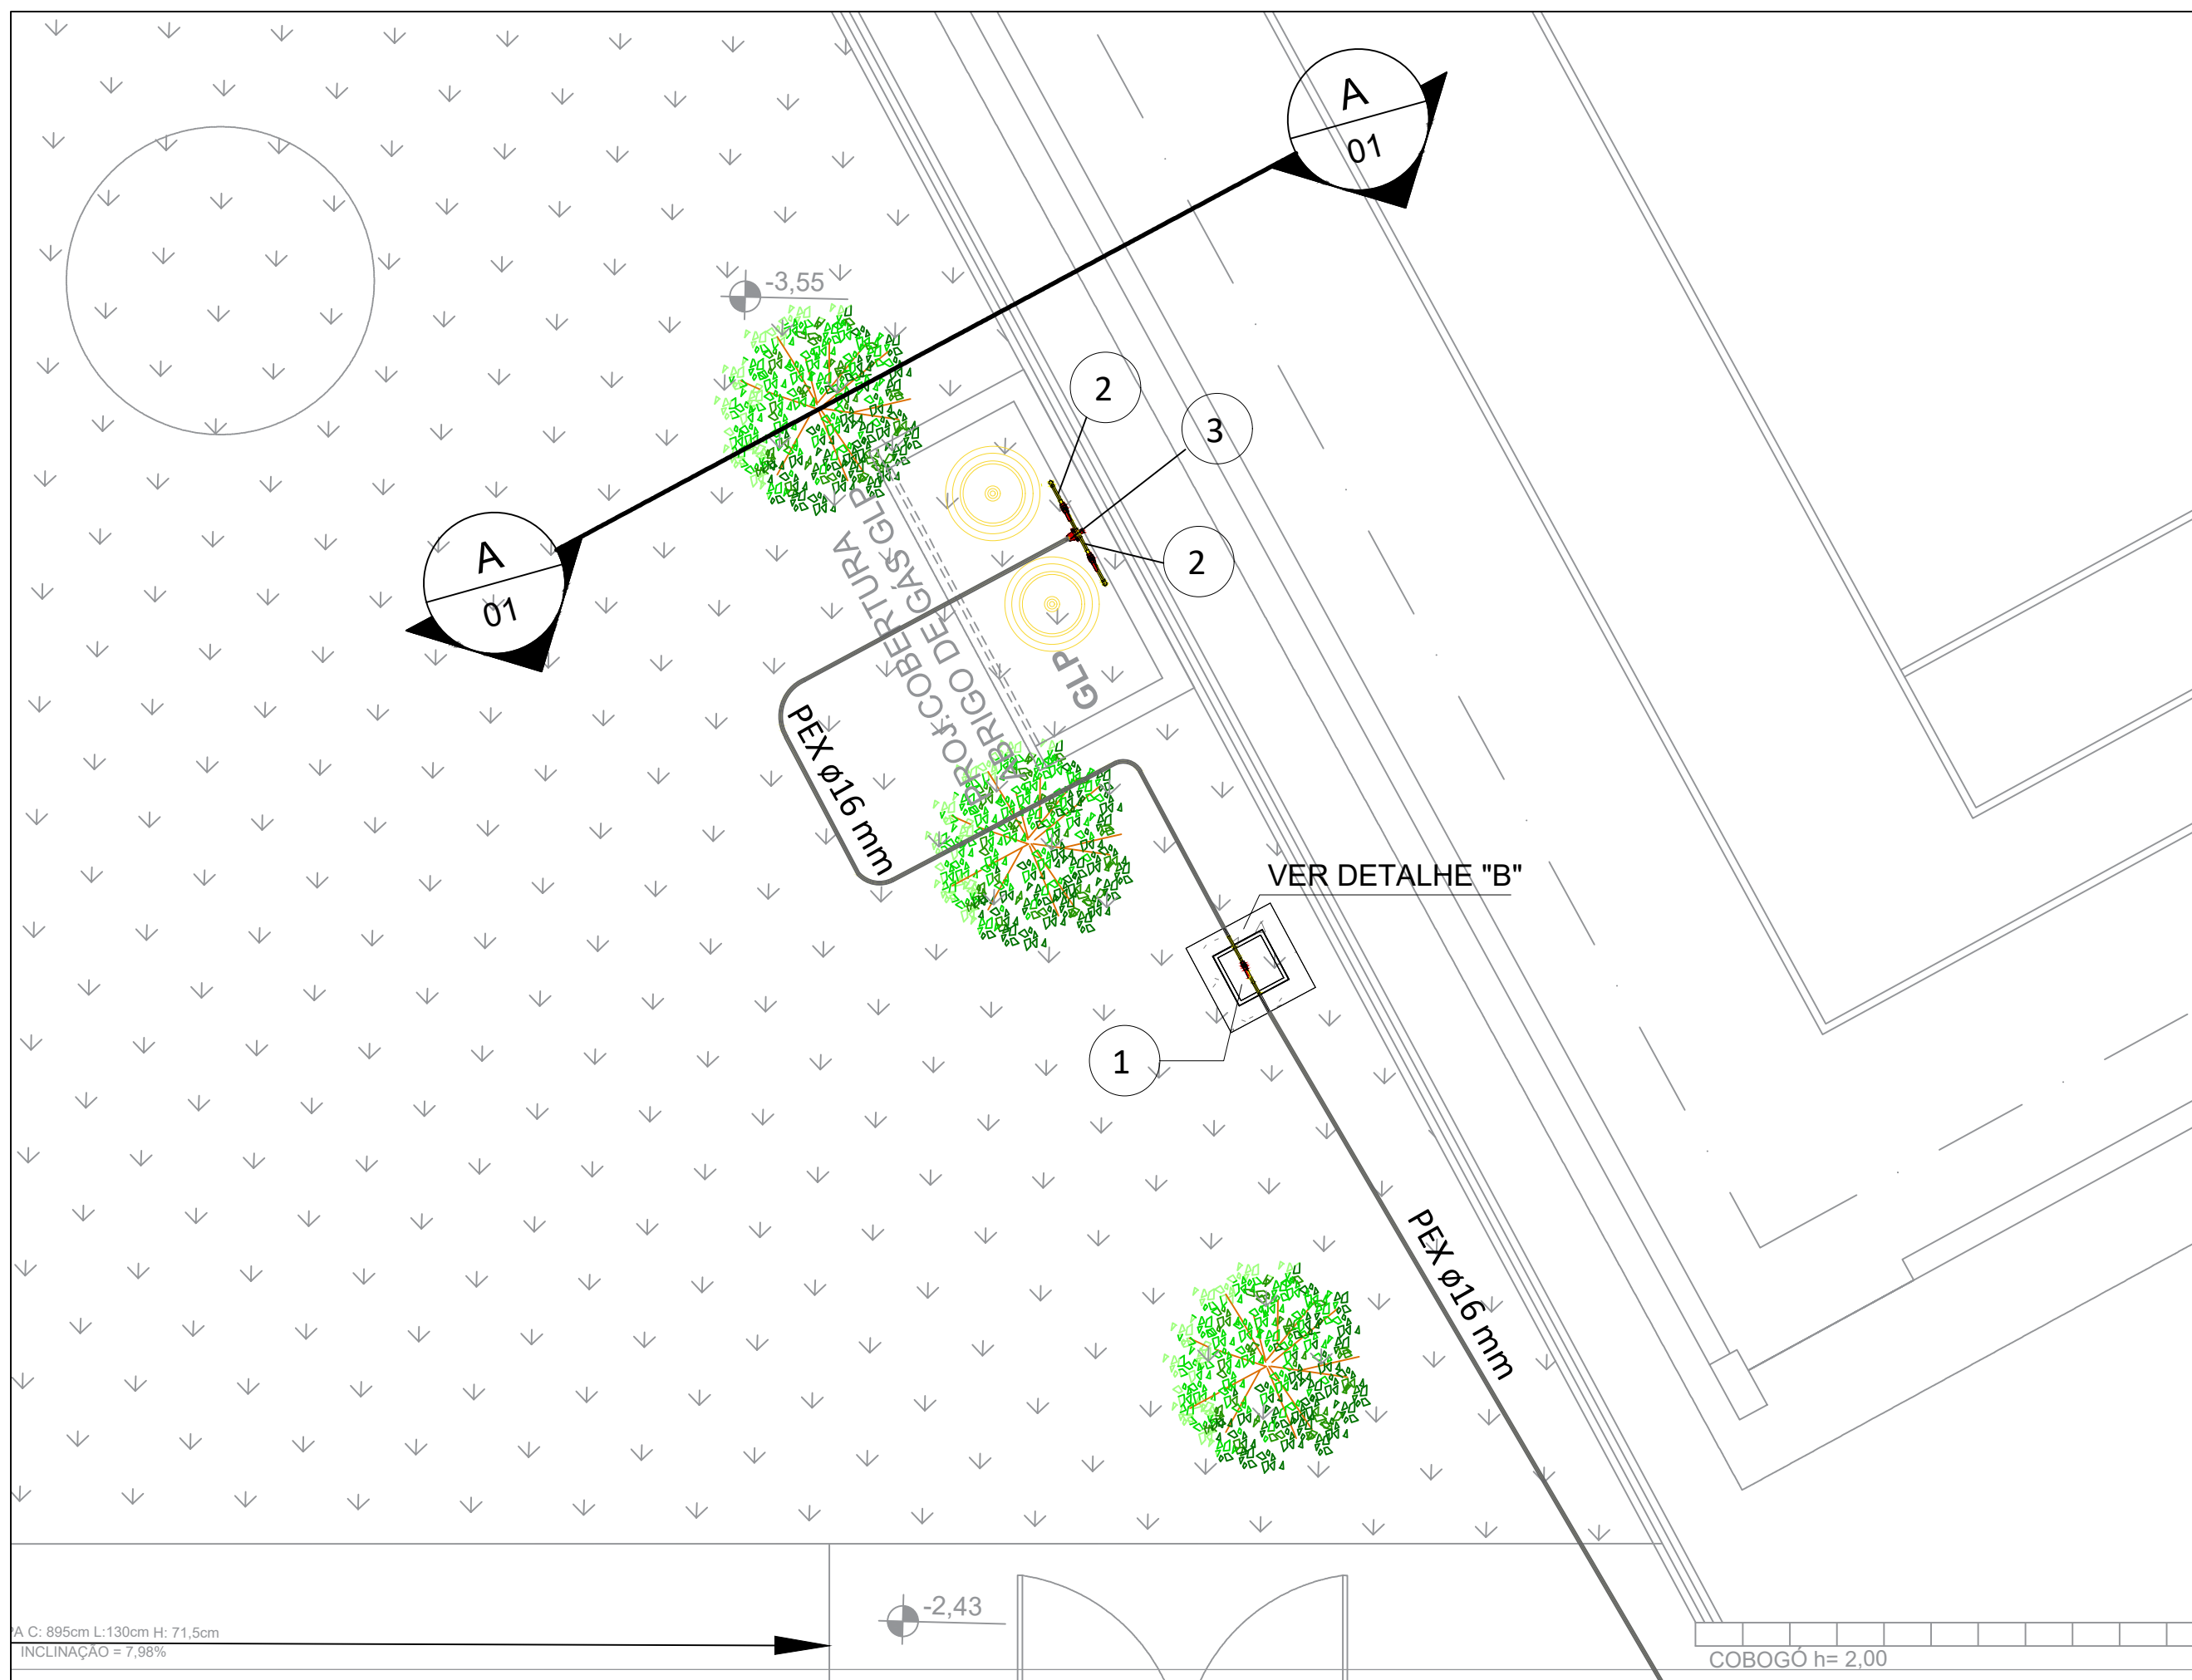 A
01
-3,55
2
3
A
01
2
PROJ.COBERTURA
ABRIGO DE GÁS GLP
GLP
PEX ø16 mm
VER DETALHE "B"
1
PEX ø16 mm
-2,43
C: 895cm L:130cm H: 71,5cm
INCLINAÇÃO = 7,98%
COBOGÓ h= 2,00